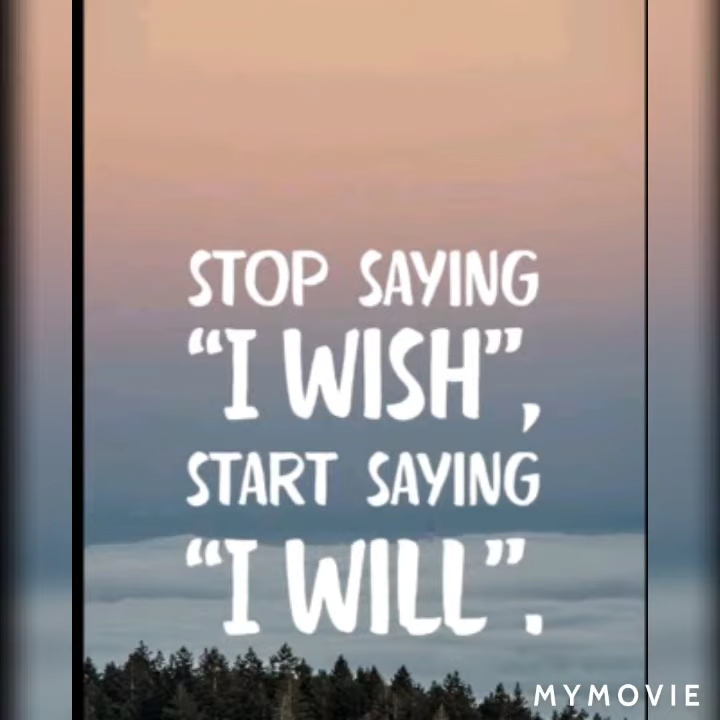 STOP SAYING
“I WISH”,
START SAYING
“I WILL”.
MYMOVIE